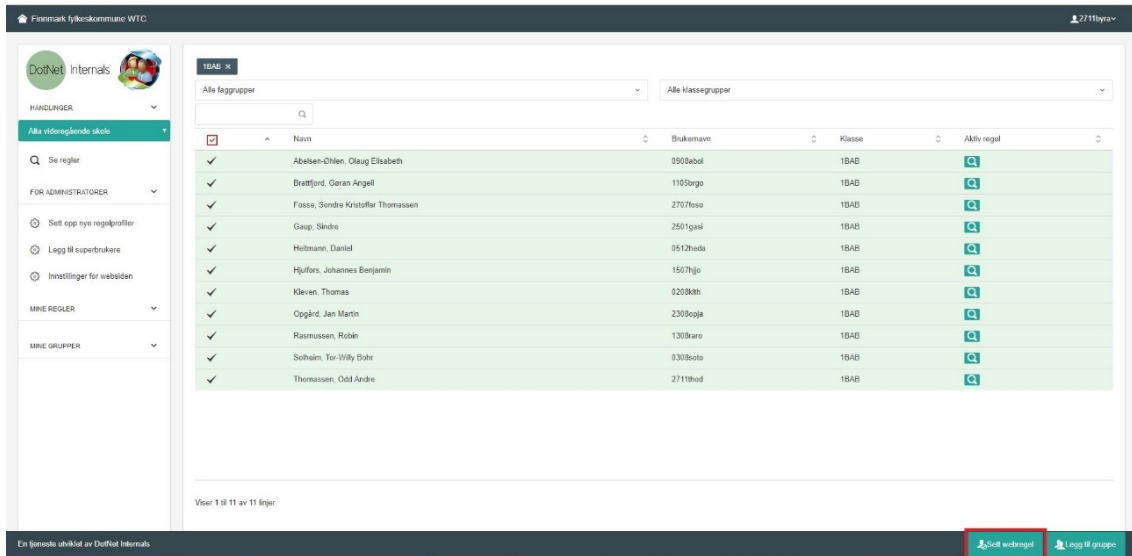 Finnmark fylkeskommune WTC
2711byra
DotNet Internals
HANDLINGER
Alta videregående skole
Se regler
FOR ADMINISTRATORER
Sett opp nye regelprofiler
Legg til superbrukere
Innstillinger for websiden
MINE REGLER
MINE GRUPPER
1BAB ×
Alle faggrupper Alle klassegrupper
Navn Brukernavn Klasse Aktiv regel
Abelsen-Øhlen, Olaug Elisabeth 0908abol 1BAB
Brattfjord, Gøran Angell 1105brgo 1BAB
Fosse, Sondre Kristoffer Thomassen 2707foso 1BAB
Gaup, Sindre 2501gasi 1BAB
Heitmann, Daniel 0512heda 1BAB
Hjulfors, Johannes Benjamin 1507hjjo 1BAB
Kleven, Thomas 0208klth 1BAB
Opgård, Jan Martin 2308opja 1BAB
Rasmussen, Robin 1308raro 1BAB
Solheim, Tor-Willy Bohr 0308soto 1BAB
Thomassen, Odd Andre 2711thod 1BAB
Viser 1 til 11 av 11 linjer
En tjeneste utviklet av DotNet Internals
Sett webregel
Legg til gruppe